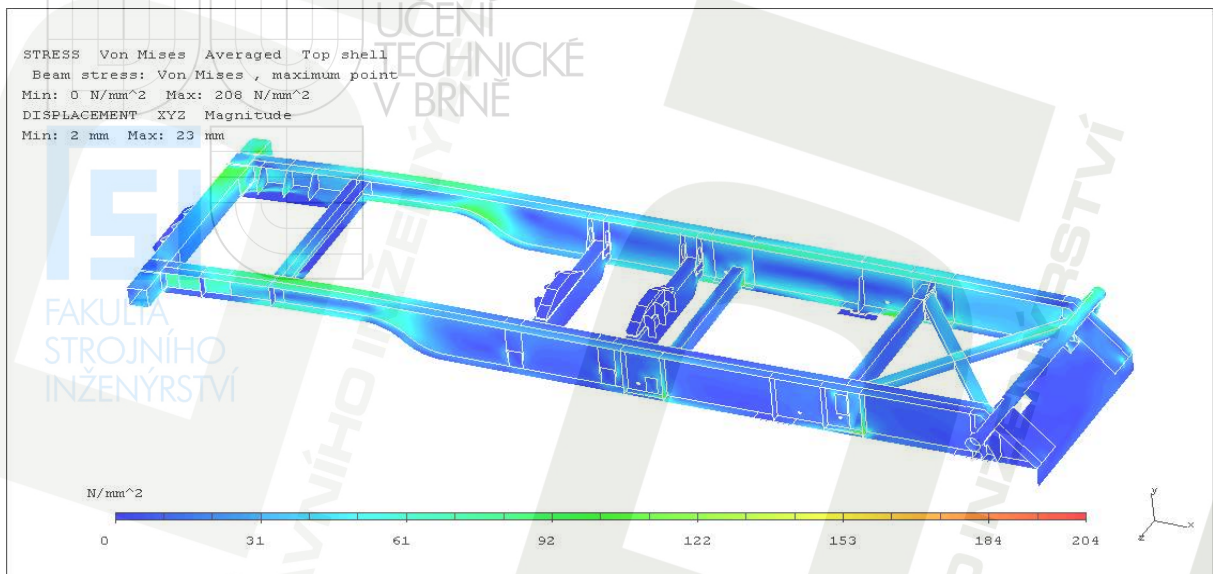 STRESS Von Mises Averaged Top shell
Beam stress: Von Mises , maximum point
Min: 0 N/mm^2 Max: 208 N/mm^2
DISPLACEMENT XYZ Magnitude
Min: 2 mm Max: 23 mm
UČENÍ
TECHNICKÉ
V BRNĚ
FAKULTA
STROJNÍHO
INŽENÝRSTVÍ
N/mm^2
0 31 61 92 122 153 184 204
y
x
z